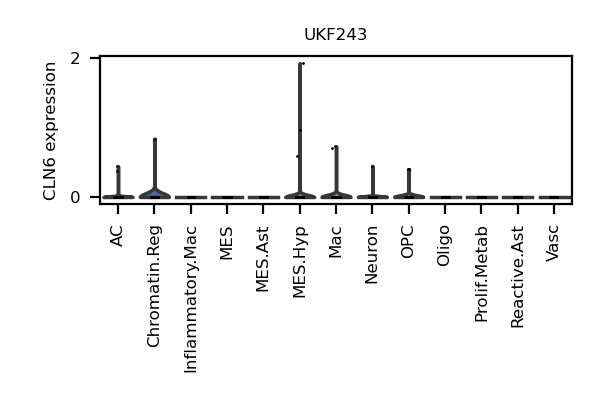 UKF243
CLN6 expression
2
0
AC
Chromatin.Reg
Inflammatory.Mac
MES
MES.Ast
MES.Hyp
Mac
Neuron
OPC
Oligo
Prolif.Metab
Reactive.Ast
Vasc